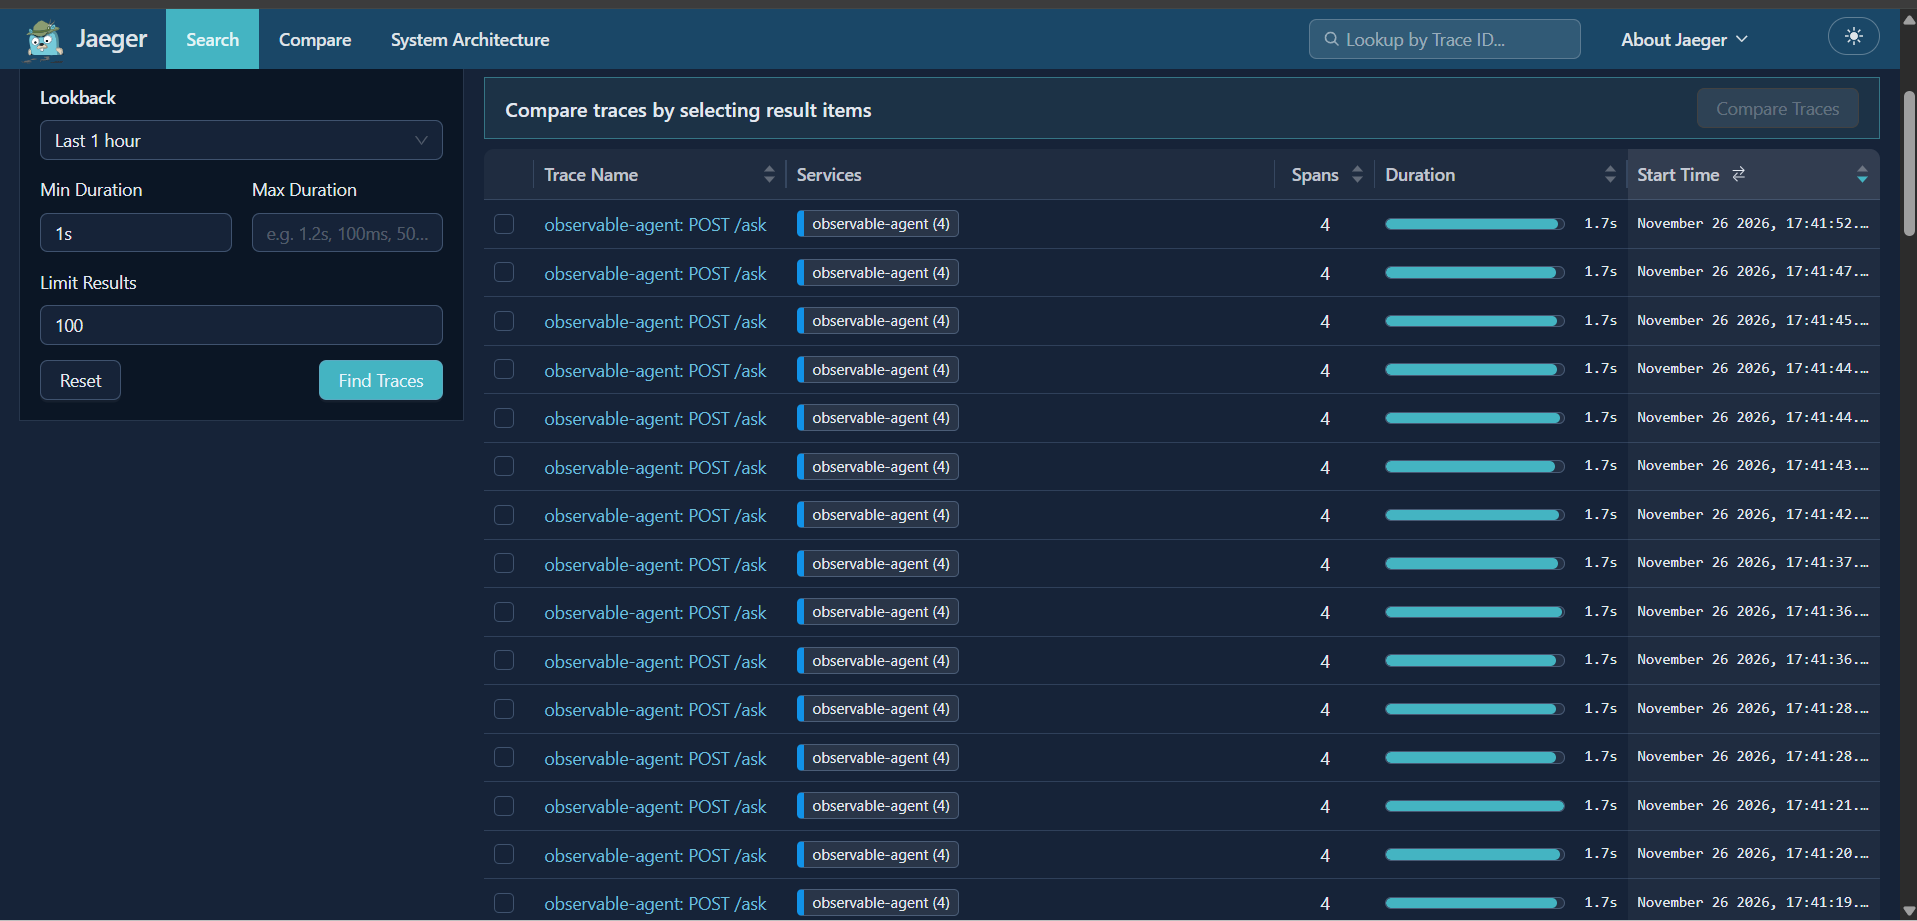 Jaeger Search Compare System Architecture Lookup by Trace ID... About Jaeger
Lookback
Last 1 hour
Min Duration Max Duration
1s e.g. 1.2s, 100ms, 50...
Limit Results
100
Reset Find Traces
Compare traces by selecting result items Compare Traces
Trace Name Services Spans Duration Start Time
observable-agent: POST /ask observable-agent (4) 4 1.7s November 26 2026, 17:41:52....
observable-agent: POST /ask observable-agent (4) 4 1.7s November 26 2026, 17:41:47....
observable-agent: POST /ask observable-agent (4) 4 1.7s November 26 2026, 17:41:45....
observable-agent: POST /ask observable-agent (4) 4 1.7s November 26 2026, 17:41:44....
observable-agent: POST /ask observable-agent (4) 4 1.7s November 26 2026, 17:41:44....
observable-agent: POST /ask observable-agent (4) 4 1.7s November 26 2026, 17:41:43....
observable-agent: POST /ask observable-agent (4) 4 1.7s November 26 2026, 17:41:42....
observable-agent: POST /ask observable-agent (4) 4 1.7s November 26 2026, 17:41:37....
observable-agent: POST /ask observable-agent (4) 4 1.7s November 26 2026, 17:41:36....
observable-agent: POST /ask observable-agent (4) 4 1.7s November 26 2026, 17:41:36....
observable-agent: POST /ask observable-agent (4) 4 1.7s November 26 2026, 17:41:28....
observable-agent: POST /ask observable-agent (4) 4 1.7s November 26 2026, 17:41:28....
observable-agent: POST /ask observable-agent (4) 4 1.7s November 26 2026, 17:41:21....
observable-agent: POST /ask observable-agent (4) 4 1.7s November 26 2026, 17:41:20....
observable-agent: POST /ask observable-agent (4) 4 1.7s November 26 2026, 17:41:19....